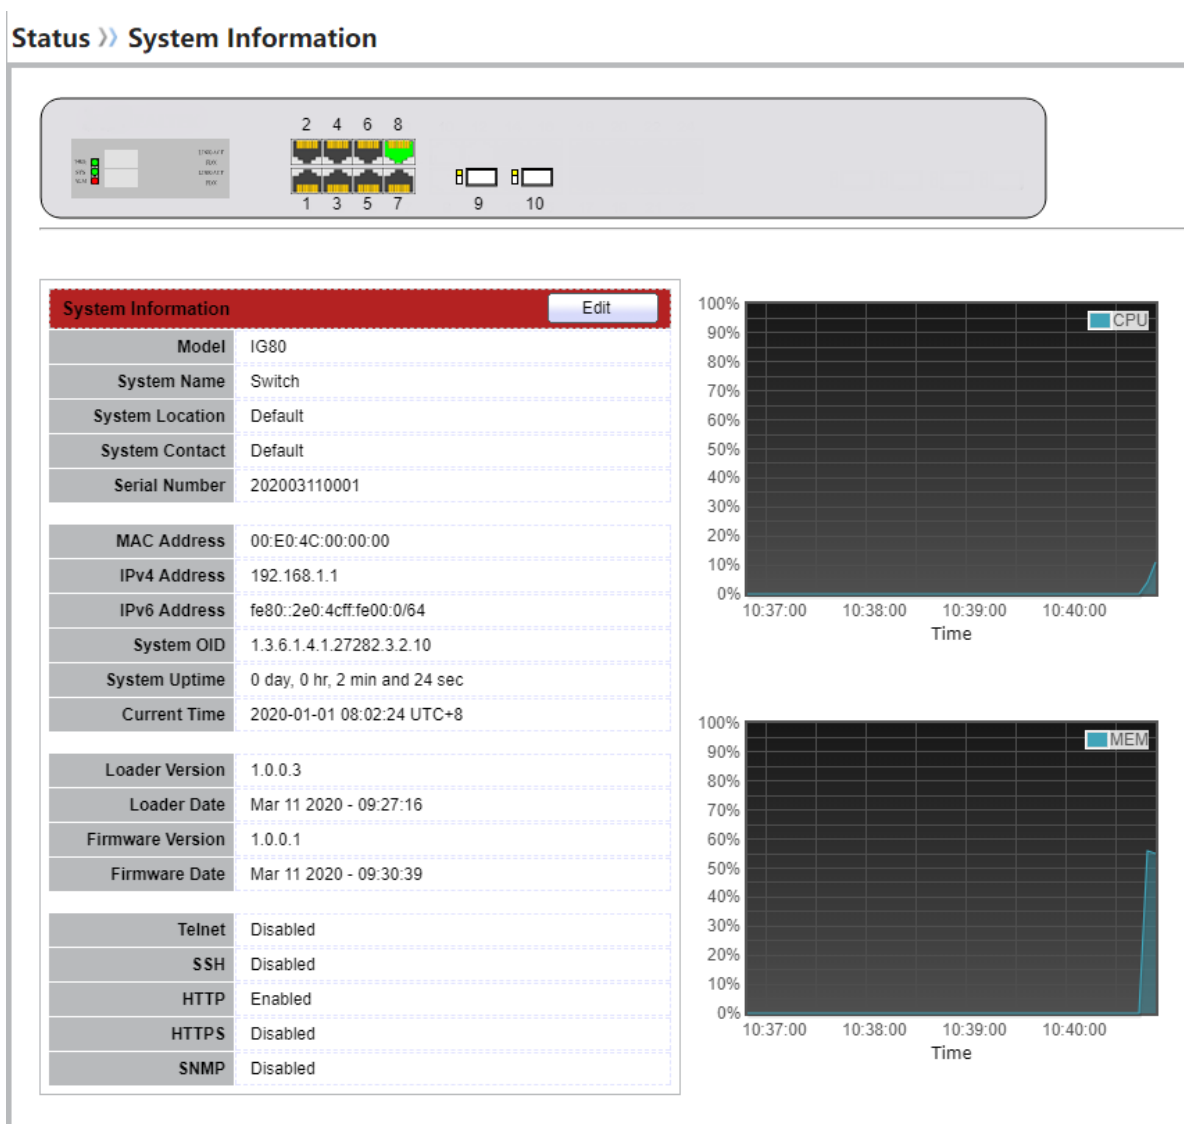 Status 》 System Information
2 4 6 8
1 3 5 7 9 10
System Information Edit
Model IG80
System Name Switch
System Location Default
System Contact Default
Serial Number 202003110001
MAC Address 00:E0:4C:00:00:00
IPv4 Address 192.168.1.1
IPv6 Address fe80::2e0:4cff:fe00:0/64
System OID 1.3.6.1.4.1.27282.3.2.10
System Uptime 0 day, 0 hr, 2 min and 24 sec
Current Time 2020-01-01 08:02:24 UTC+8
Loader Version 1.0.0.3
Loader Date Mar 11 2020 - 09:27:16
Firmware Version 1.0.0.1
Firmware Date Mar 11 2020 - 09:30:39
Telnet Disabled
SSH Disabled
HTTP Enabled
HTTPS Disabled
SNMP Disabled
CPU
100%
90%
80%
70%
60%
50%
40%
30%
20%
10%
0%
10:37:00 10:38:00 10:39:00 10:40:00
Time
MEM
100%
90%
80%
70%
60%
50%
40%
30%
20%
10%
0%
10:37:00 10:38:00 10:39:00 10:40:00
Time